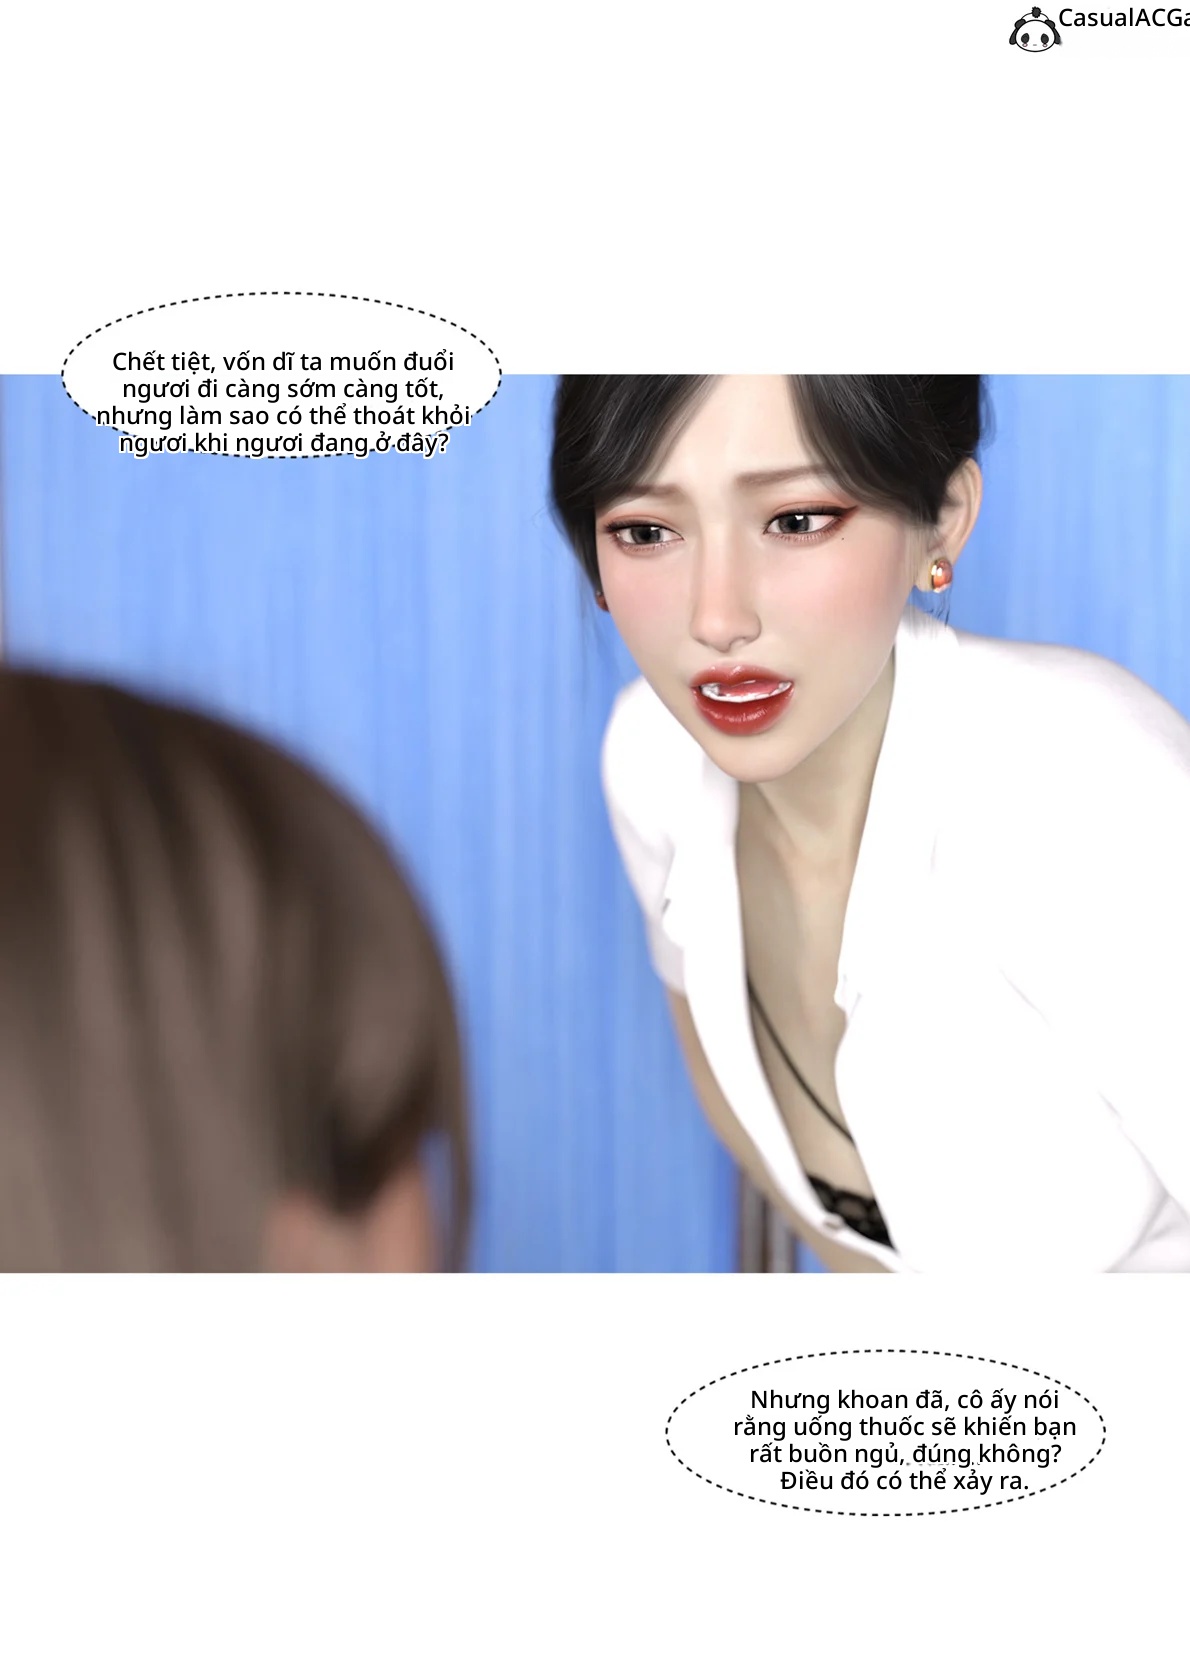 CasualACGa
Chết tiệt, vốn dĩ ta muốn đuổi
ngươi đi càng sớm càng tốt,
nhưng làm sao có thể thoát khỏi
ngươi khi ngươi đang ở đây?
Nhưng khoan đã, cô ấy nói
rằng uống thuốc sẽ khiến bạn
rất buồn ngủ, đúng không?
Điều đó có thể xảy ra.